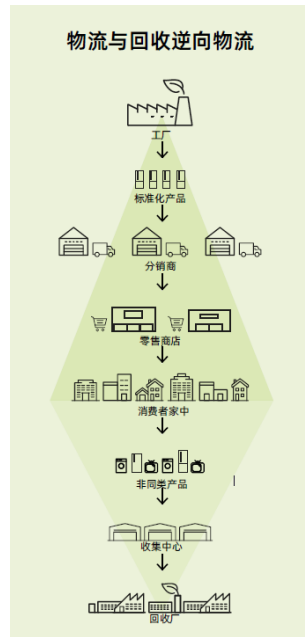 物流与回收逆向物流
工厂
标准化产品
分销商
零售商店
消费者家中
非同类产品
收集中心
回收厂